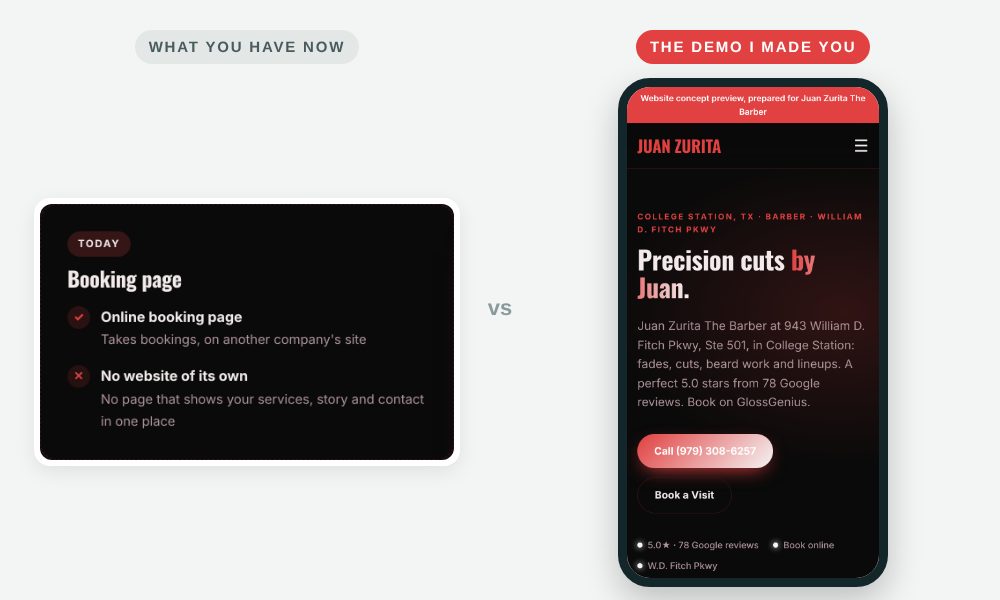 WHAT YOU HAVE NOW
TODAY
Booking page
Online booking page
Takes bookings, on another company's site
No website of its own
No page that shows your services, story and contact
in one place
vs
THE DEMO I MADE YOU
Website concept preview, prepared for Juan Zurita The
Barber
JUAN ZURITA
COLLEGE STATION, TX · BARBER · WILLIAM
D. FITCH PKWY
Precision cuts by
Juan.
Juan Zurita The Barber at 943 William D.
Fitch Pkwy, Ste 501, in College Station:
fades, cuts, beard work and lineups. A
perfect 5.0 stars from 78 Google
reviews. Book on GlossGenius.
Call (979) 308-6257
Book a Visit
5.0★ · 78 Google reviews
Book online
W.D. Fitch Pkwy